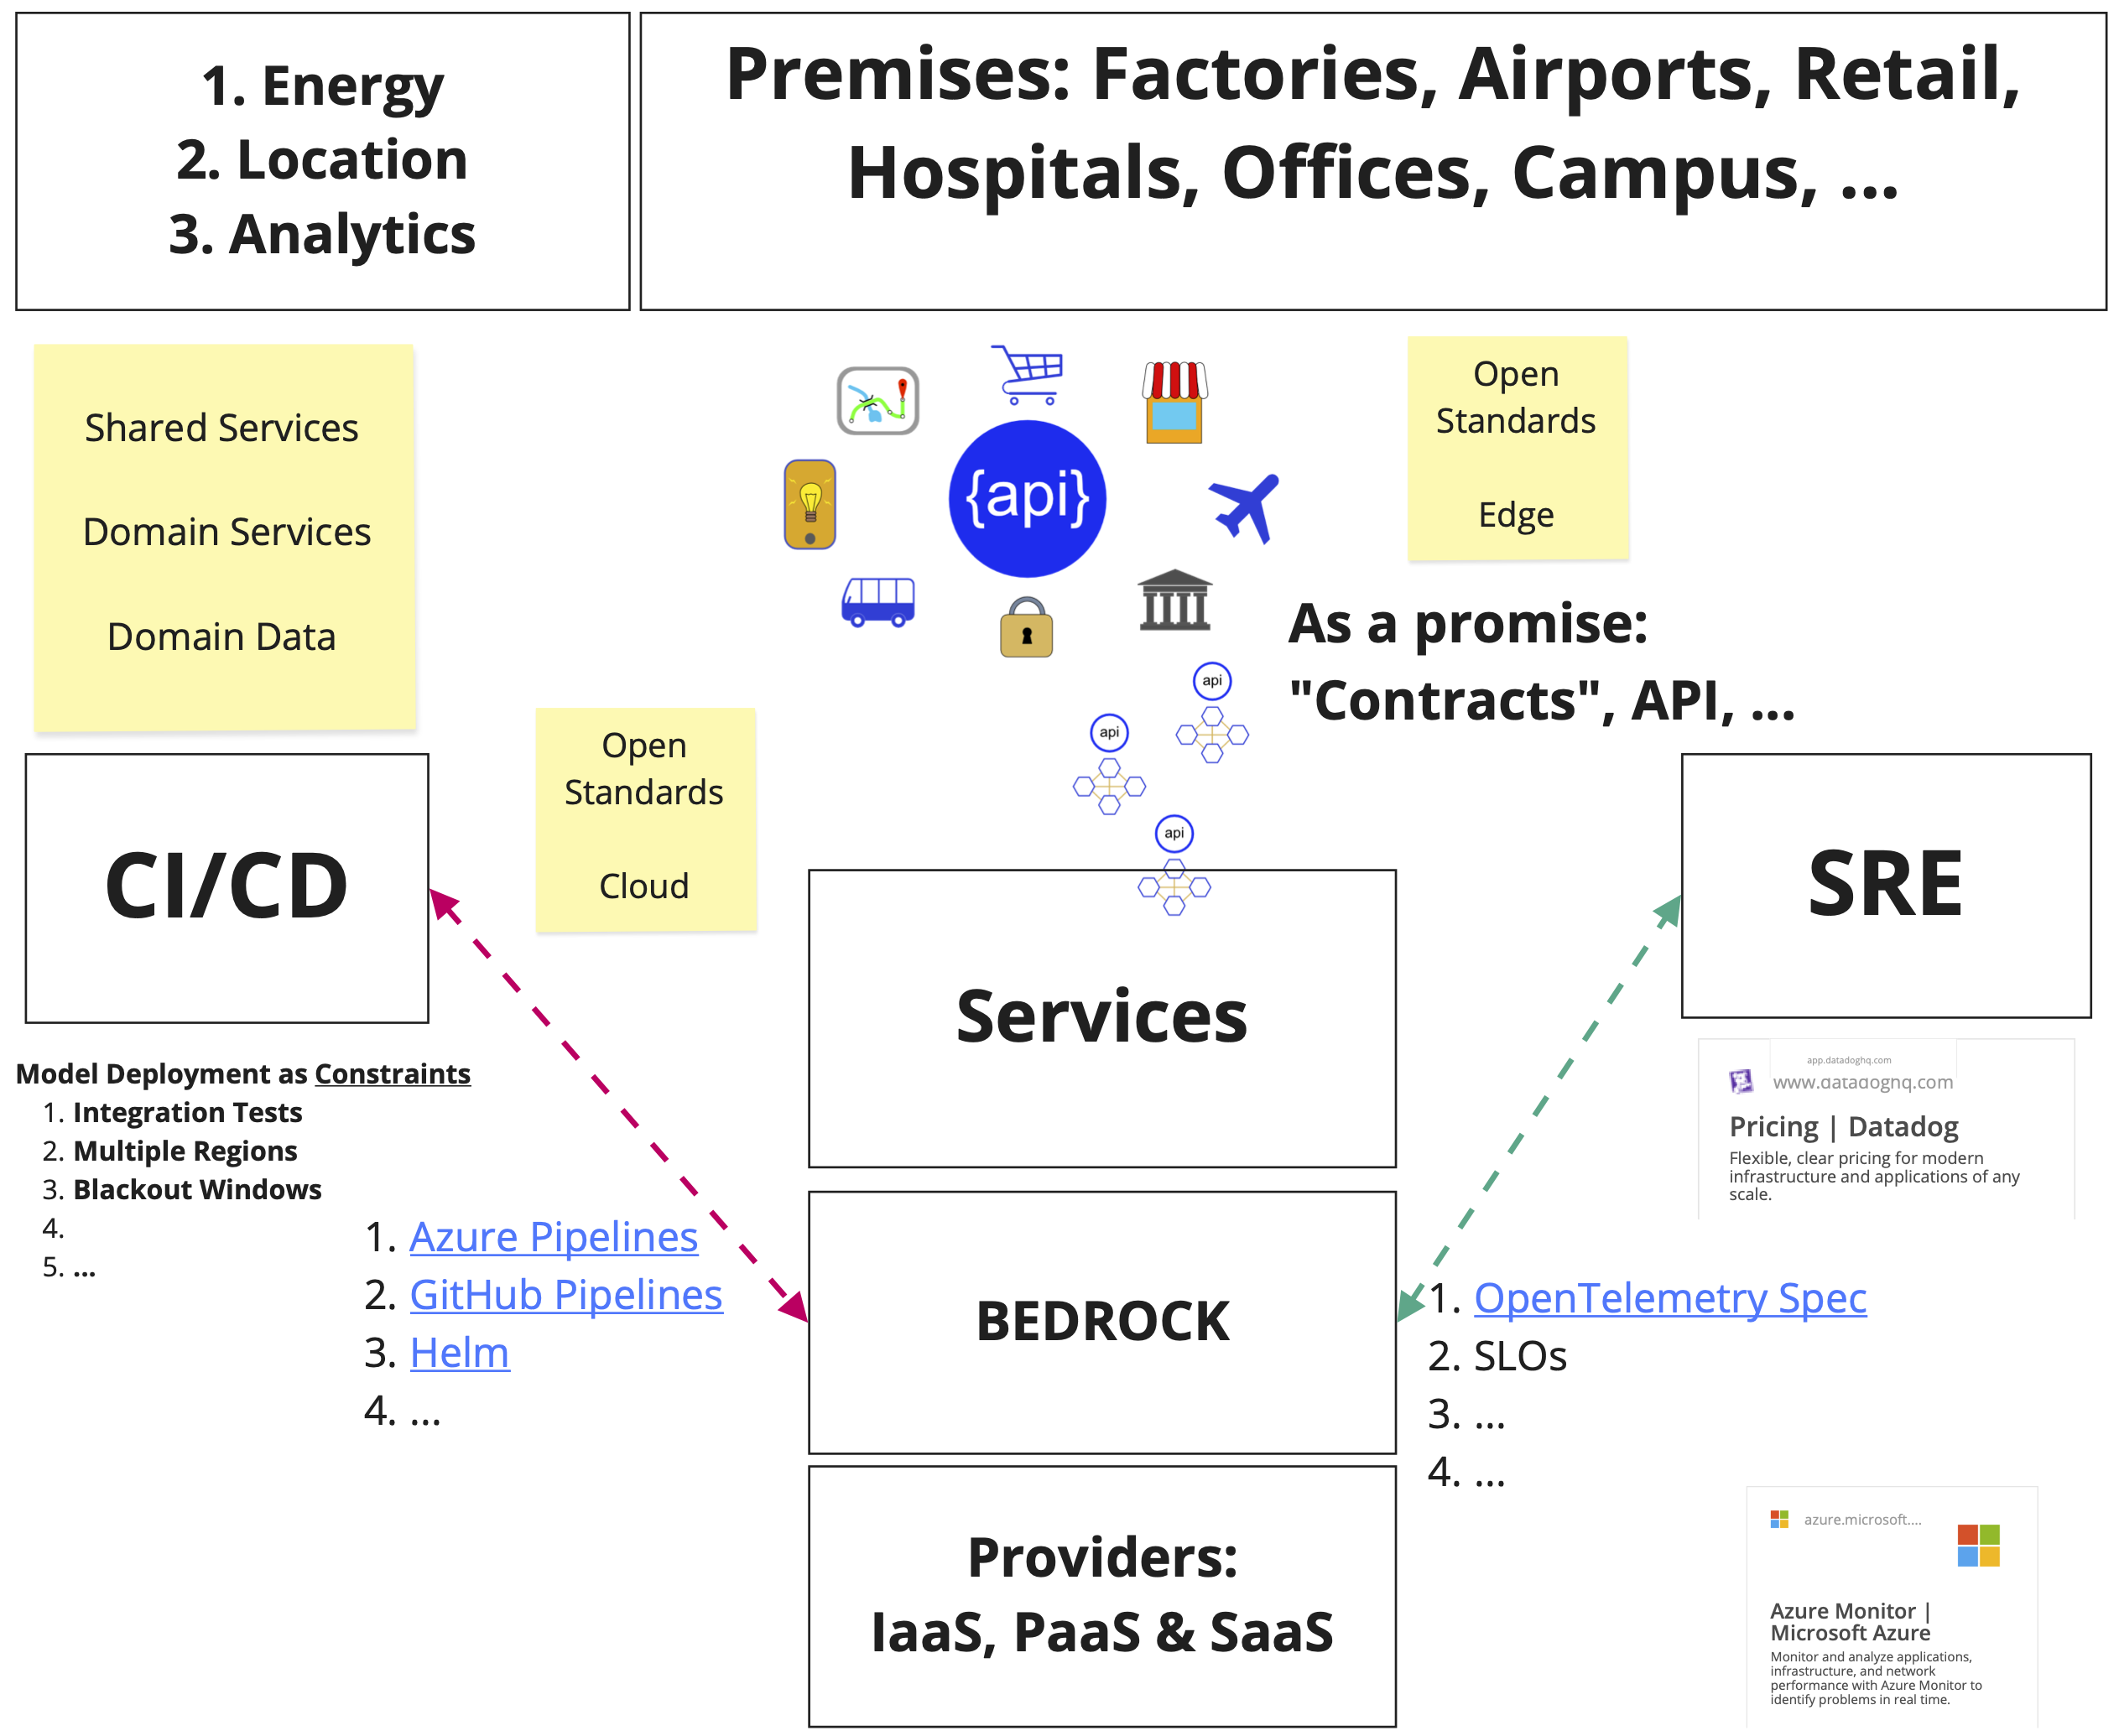 1. Energy
2. Location
3. Analytics
Premises: Factories, Airports, Retail,
Hospitals, Offices, Campus, ...
Shared Services
Domain Services
Domain Data
{api}
Open
Standards
Edge
As a promise:
"Contracts", API, ...
api
api
api
Open
Standards
Cloud
CI/CD
Services
SRE
Model Deployment as Constraints
1. Integration Tests
2. Multiple Regions
3. Blackout Windows
4.
5. ...
1. Azure Pipelines
2. GitHub Pipelines
3. Helm
4. ...
BEDROCK
app.datadoghq.com
www.datadoghq.com
Pricing | Datadog
Flexible, clear pricing for modern
infrastructure and applications of any
scale.
1. OpenTelemetry Spec
2. SLOs
3. ...
4. ...
Providers:
IaaS, PaaS & SaaS
azure.microsoft....
Azure Monitor |
Microsoft Azure
Monitor and analyze applications,
infrastructure, and network
performance with Azure Monitor to
identify problems in real time.